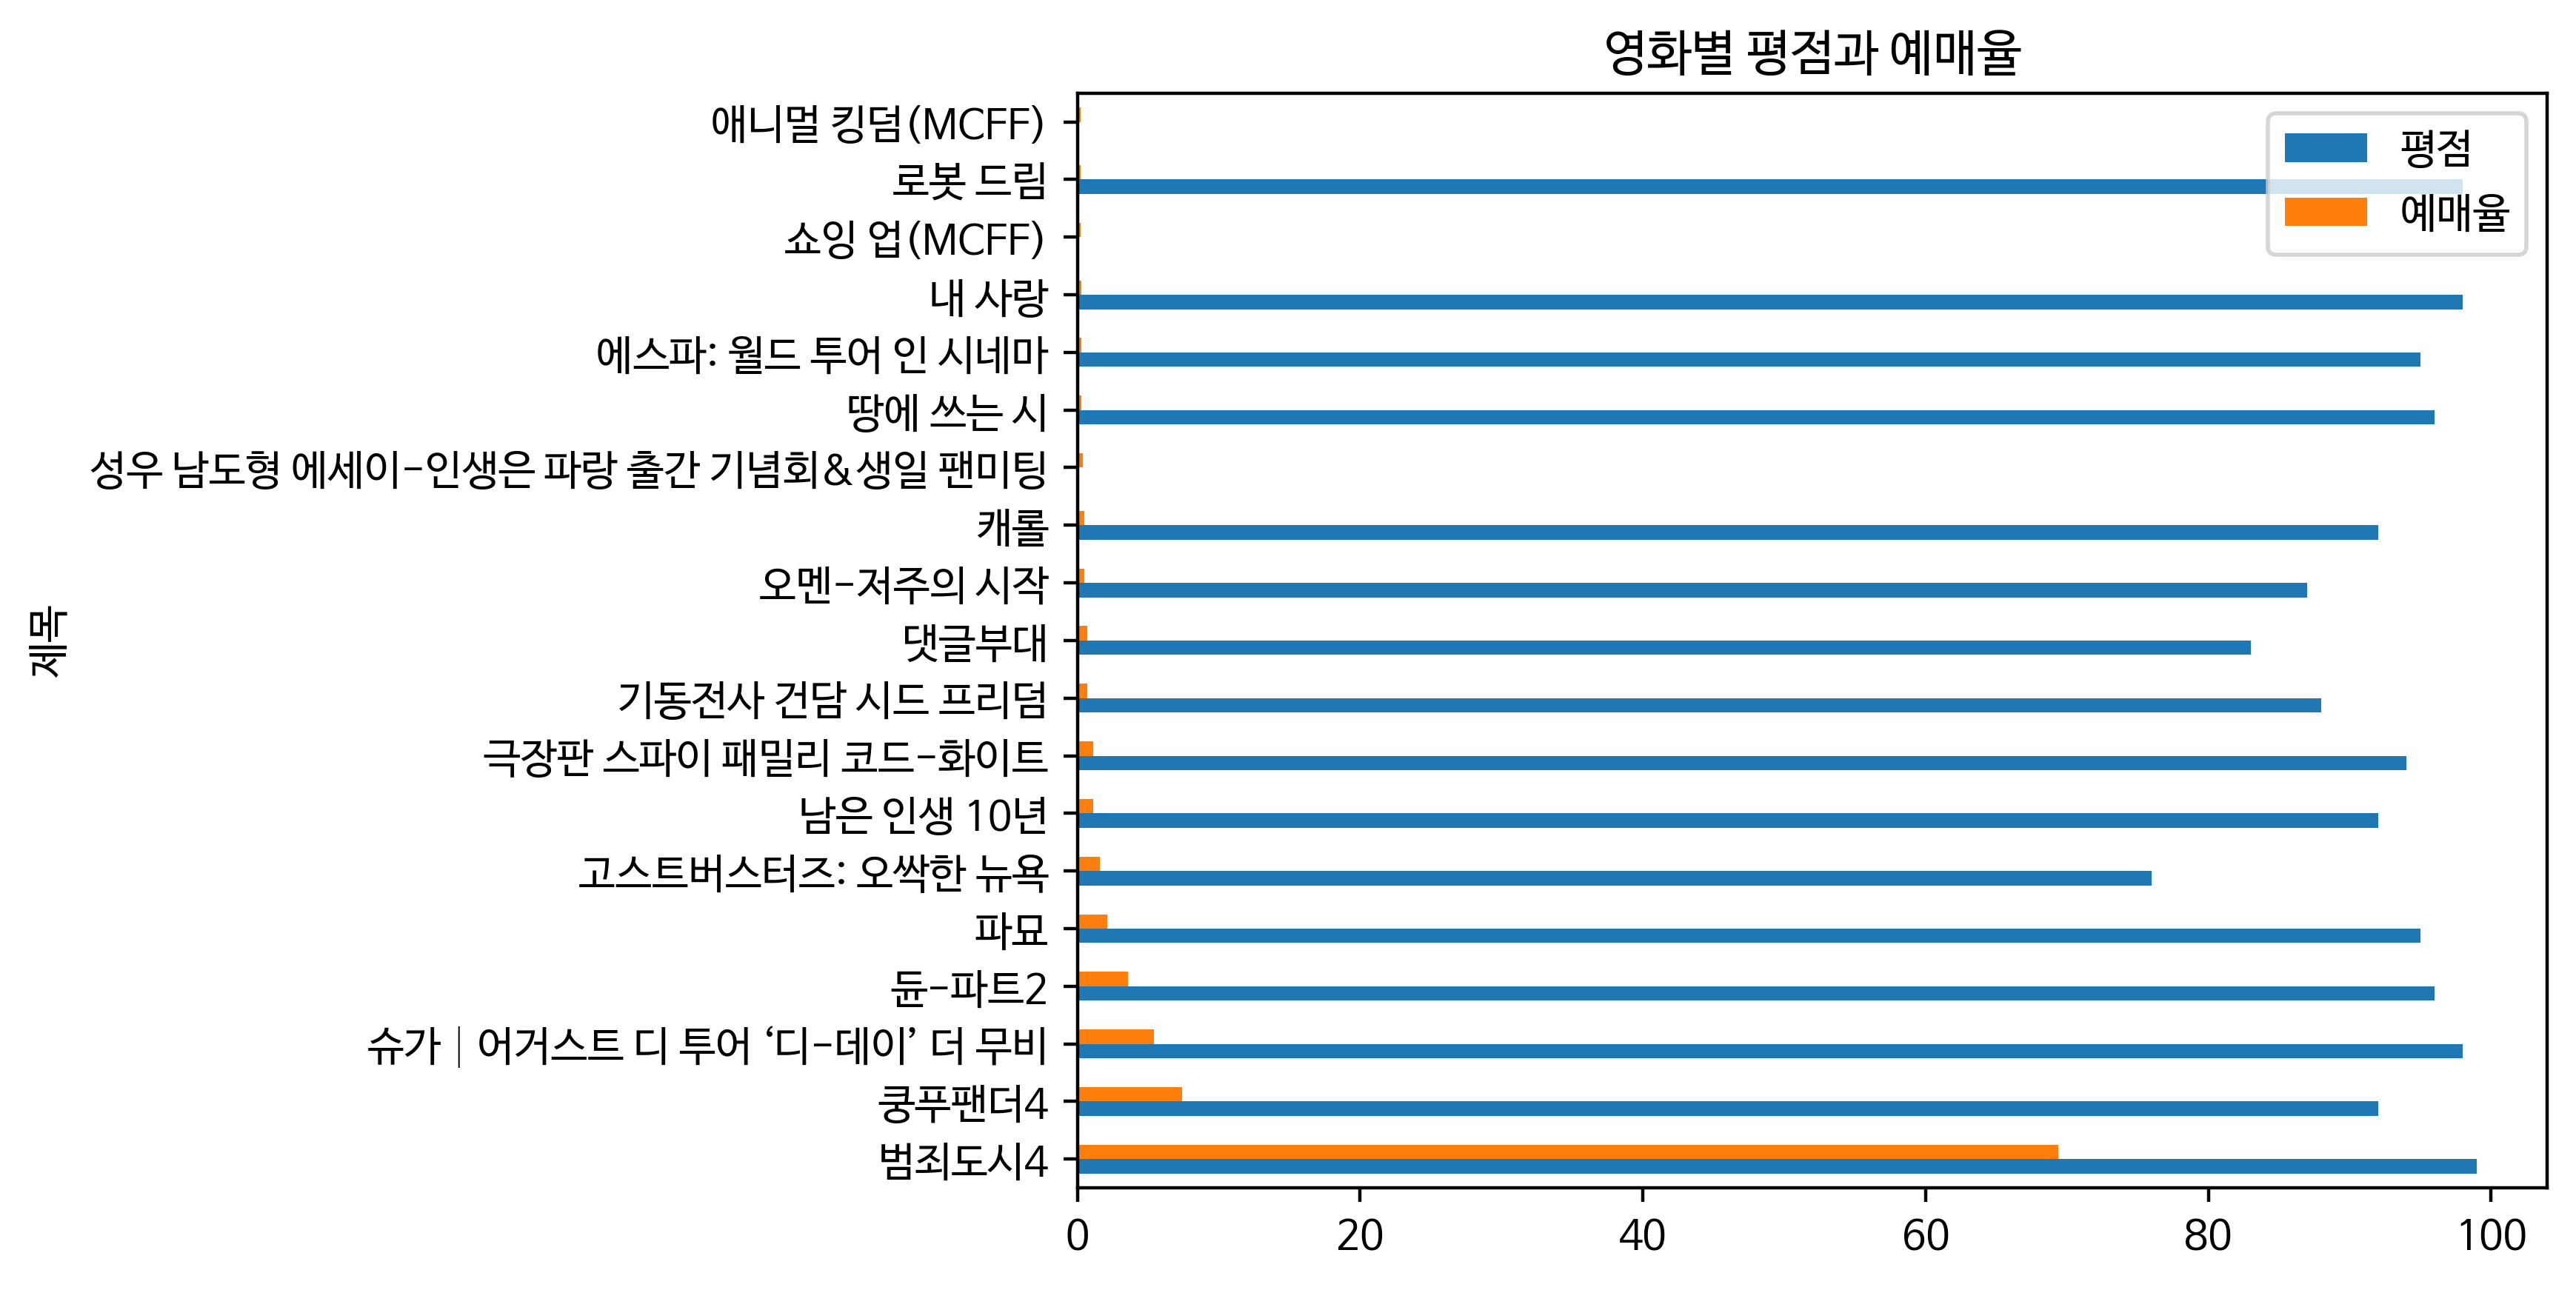 영화별 평점과 예매율
평점
예매율
애니멀 킹덤(MCFF)
로봇 드림
쇼잉 업(MCFF)
내 사랑
에스파: 월드 투어 인 시네마
땅에 쓰는 시
성우 남도형 에세이-인생은 파랑 출간 기념회&생일 팬미팅
캐롤
오멘-저주의 시작
댓글부대
기동전사 건담 시드 프리덤
극장판 스파이 패밀리 코드-화이트
남은 인생 10년
고스트버스터즈: 오싹한 뉴욕
파묘
듄-파트2
슈가│어거스트 디 투어 ‘디-데이’ 더 무비
쿵푸팬더4
범죄도시4
제목
0 20 40 60 80 100